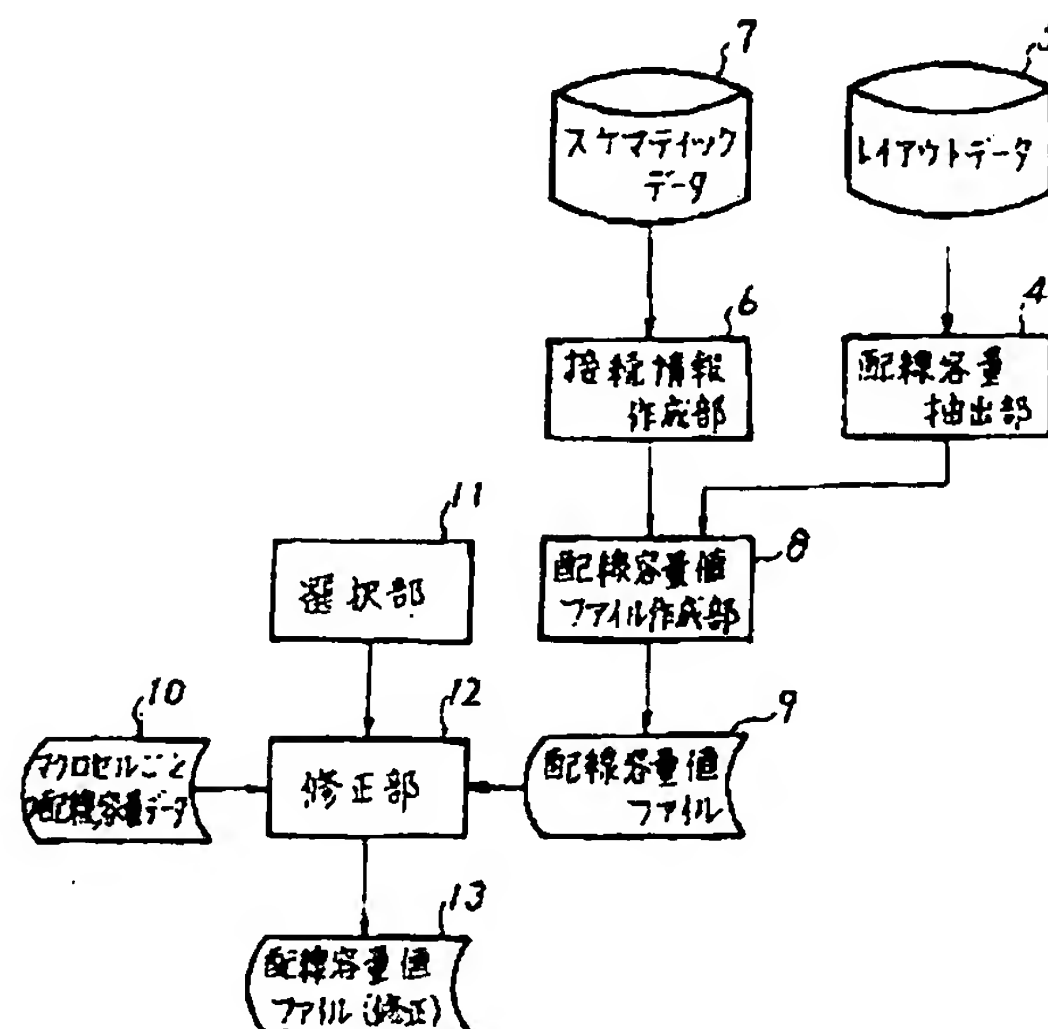 7
スケマティック
データ
レイアウトデータ
6
接続情報
作成部
4
配線容量
抽出部
11
選択部
8
配線容量値
ファイル作成部
10
マクロセルごと
の配線容量データ
12
修正部
9
配線容量値
ファイル
13
配線容量値
ファイル(修正)